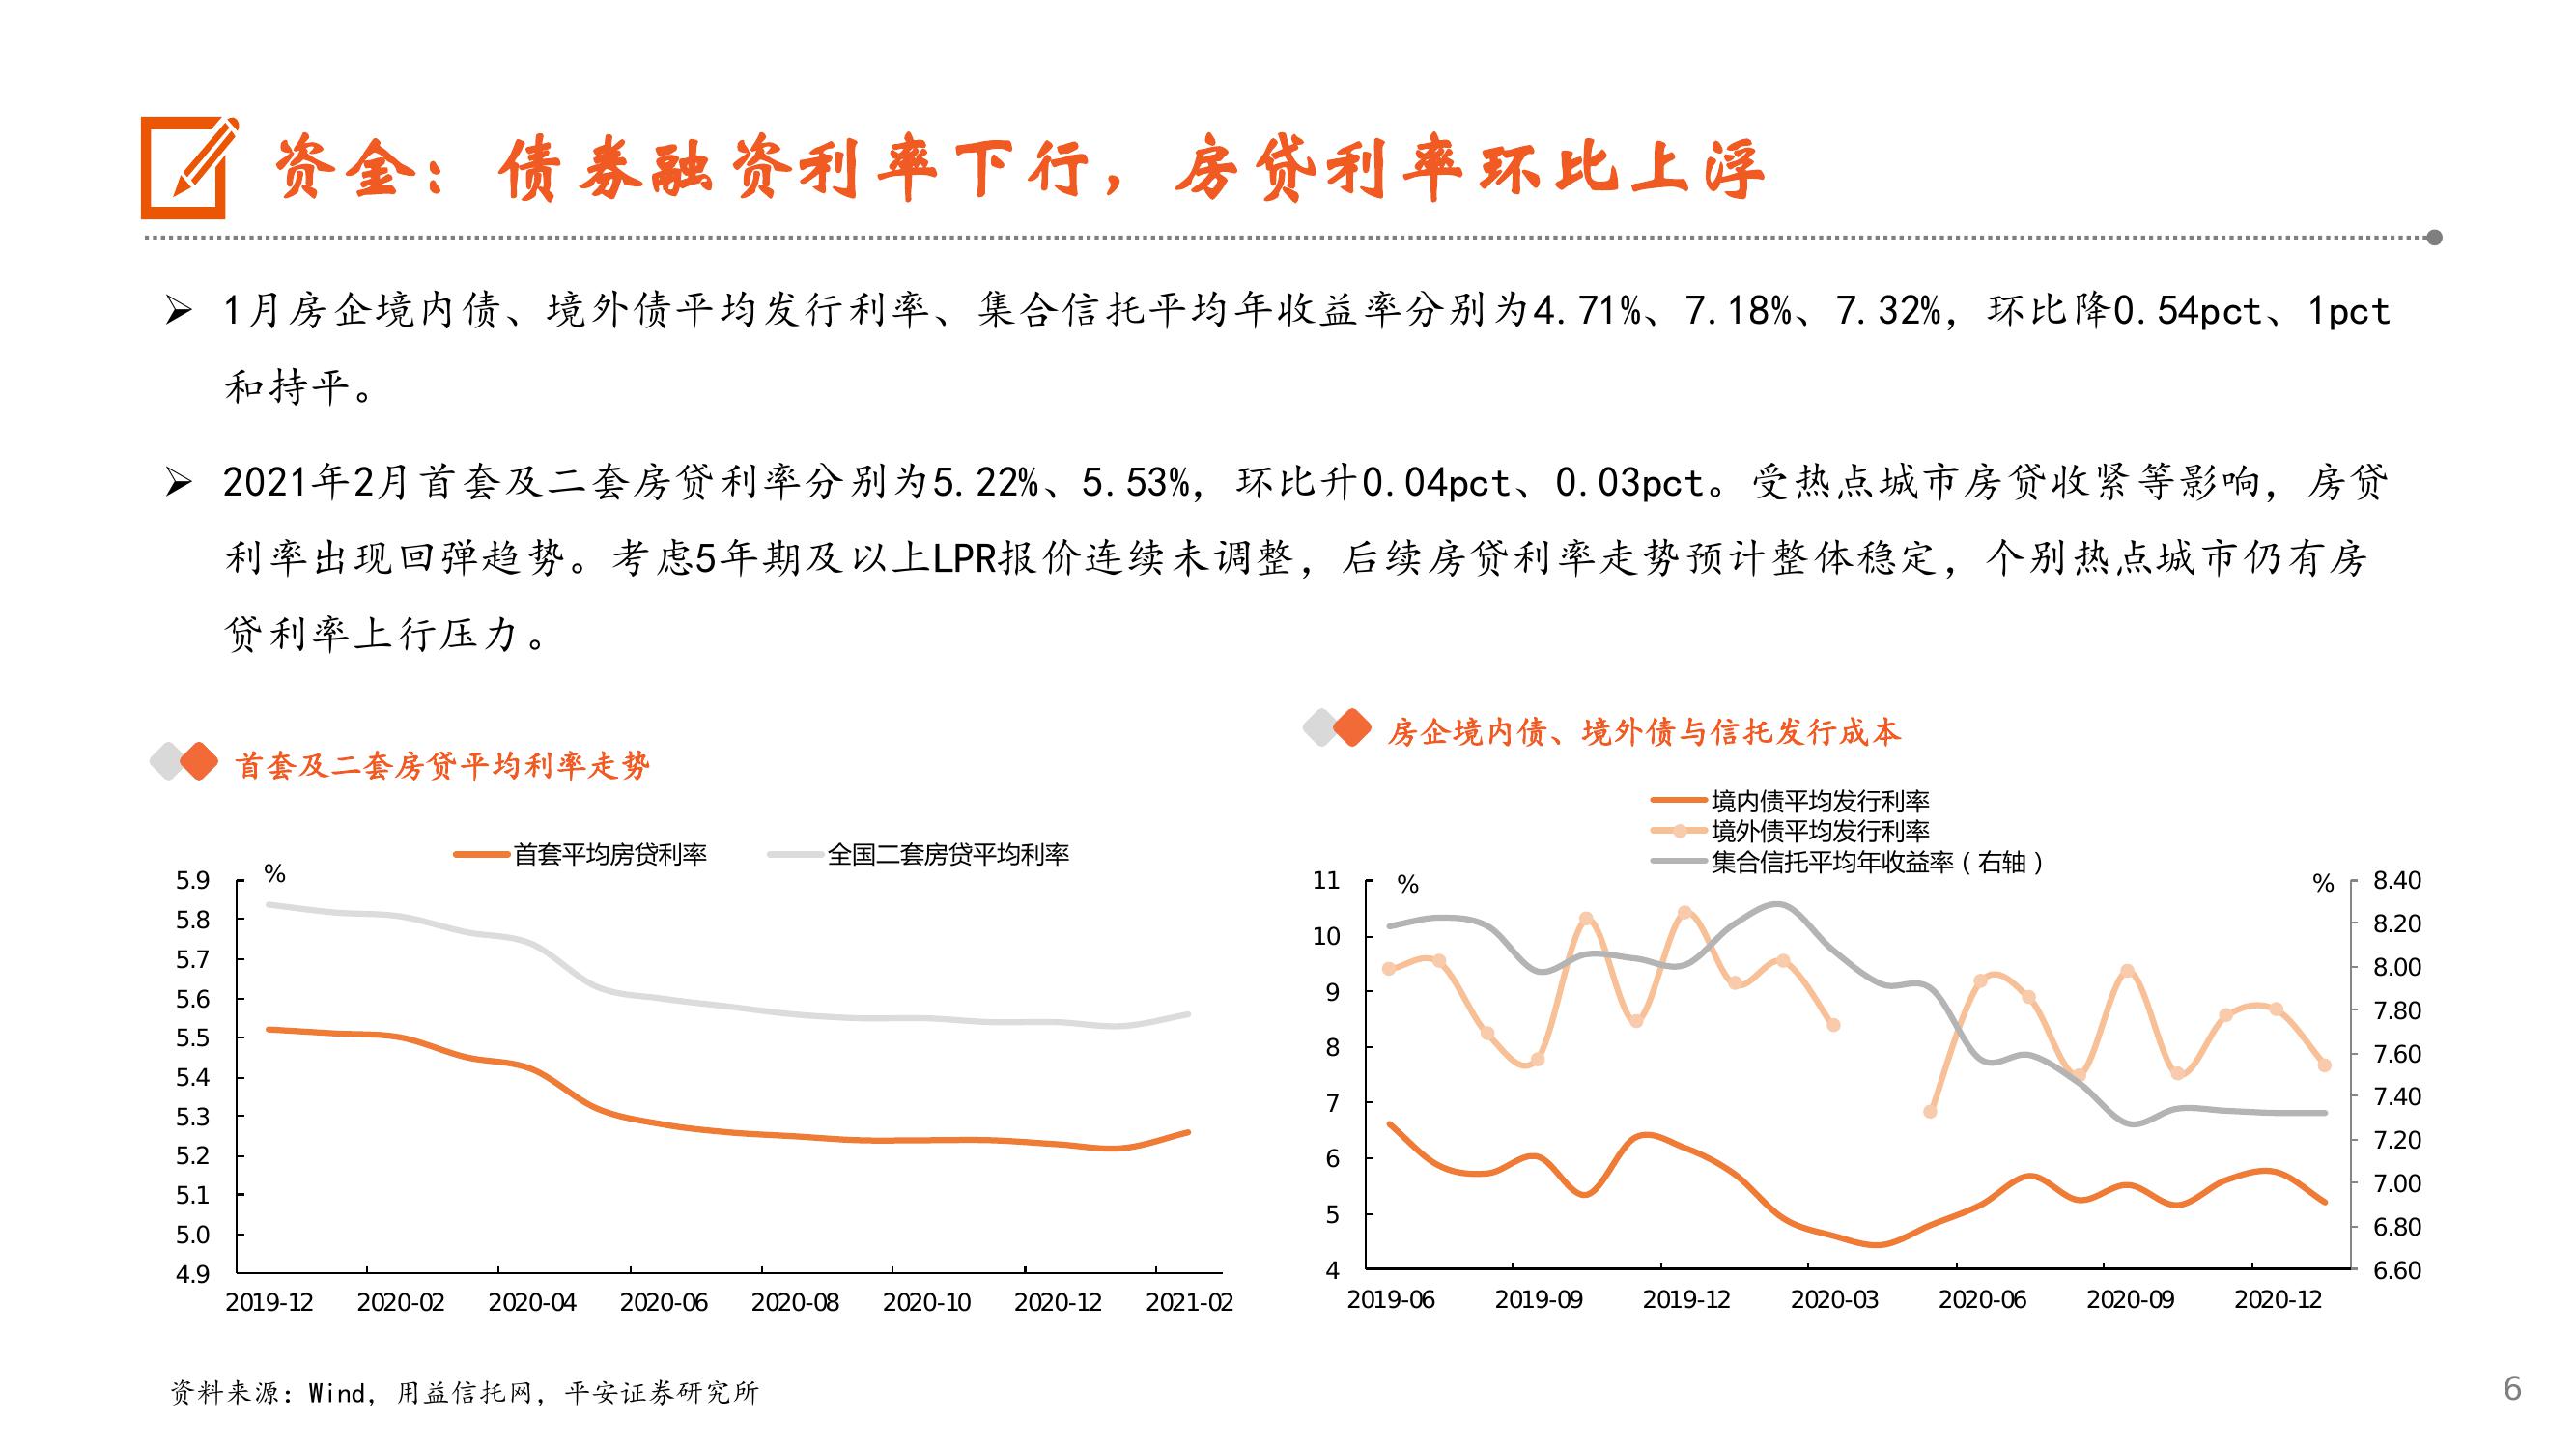 资金：债券融资利率下行，房贷利率环比上浮
1月房企境内债、境外债平均发行利率、集合信托平均年收益率分别为4.71%、7.18%、7.32%，环比降0.54pct、1pct
和持平。
2021年2月首套及二套房贷利率分别为5.22%、5.53%，环比升0.04pct、0.03pct。受热点城市房贷收紧等影响，房贷
利率出现回弹趋势。考虑5年期及以上LPR报价连续未调整，后续房贷利率走势预计整体稳定，个别热点城市仍有房
贷利率上行压力。
首套及二套房贷平均利率走势
首套平均房贷利率 全国二套房贷平均利率
%
5.9
5.8
5.7
5.6
5.5
5.4
5.3
5.2
5.1
5.0
4.9
2019-12 2020-02 2020-04 2020-06 2020-08 2020-10 2020-12 2021-02
房企境内债、境外债与信托发行成本
境内债平均发行利率
境外债平均发行利率
集合信托平均年收益率（右轴）
%
%
11
10
9
8
7
6
5
4
8.40
8.20
8.00
7.80
7.60
7.40
7.20
7.00
6.80
6.60
2019-06 2019-09 2019-12 2020-03 2020-06 2020-09 2020-12
资料来源：Wind，用益信托网，平安证券研究所
6